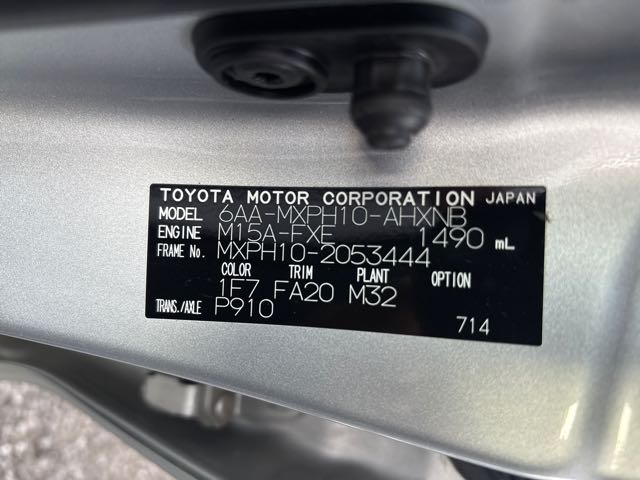 TOYOTA MOTOR CORPORATION JAPAN
MODEL 6AA-MXPH10-AHXNB
ENGINE M15A-FXE 1490 mL
FRAME No. MXPH10-2053444
COLOR TRIM PLANT OPTION
1F7 FA20 M32
TRANS./AXLE P910
714